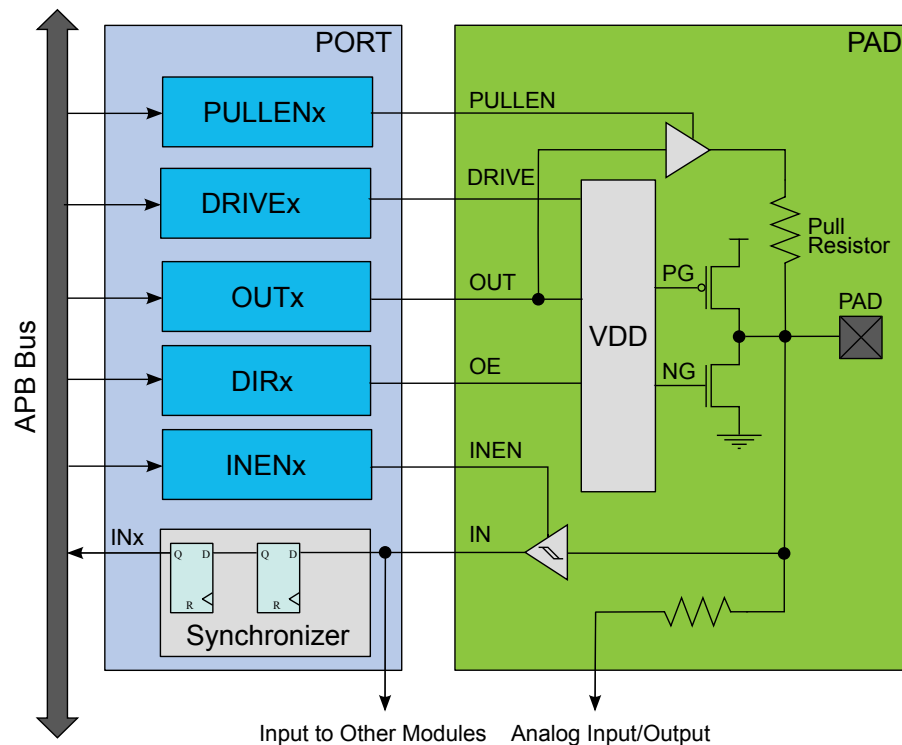 PORT
PAD
PULLENx
PULLEN
DRIVEx
DRIVE
Pull
Resistor
OUTx
OUT
PG
PAD
VDD
APB Bus
DIRx
OE
NG
INENx
INEN
INx
IN
Q
D
Q
D
R
R
Synchronizer
Input to Other Modules
Analog Input/Output